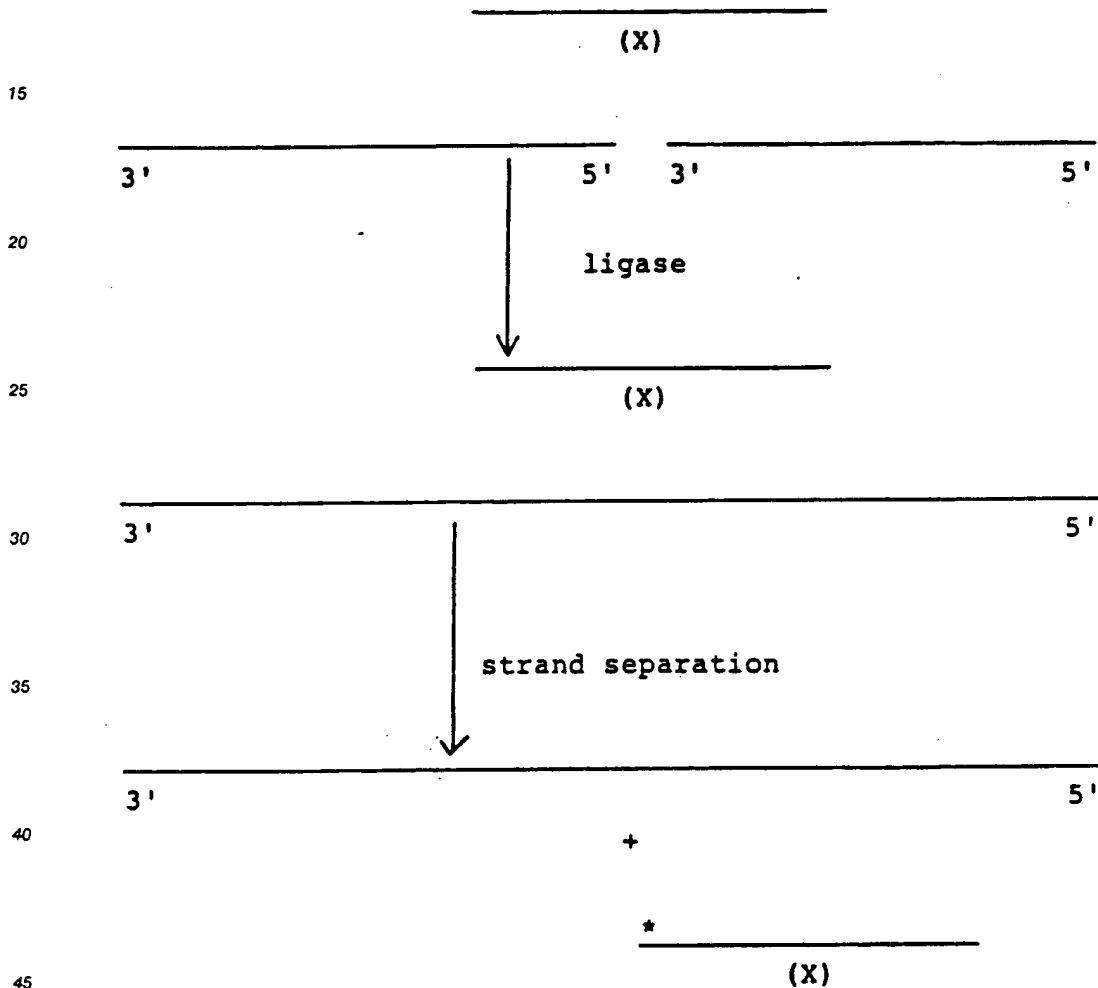 (X)
15
3' 5' 3' 5'
20
ligase
25
(X)
3' 5'
30
strand separation
35
3' 5'
40
+
*
(X)
45